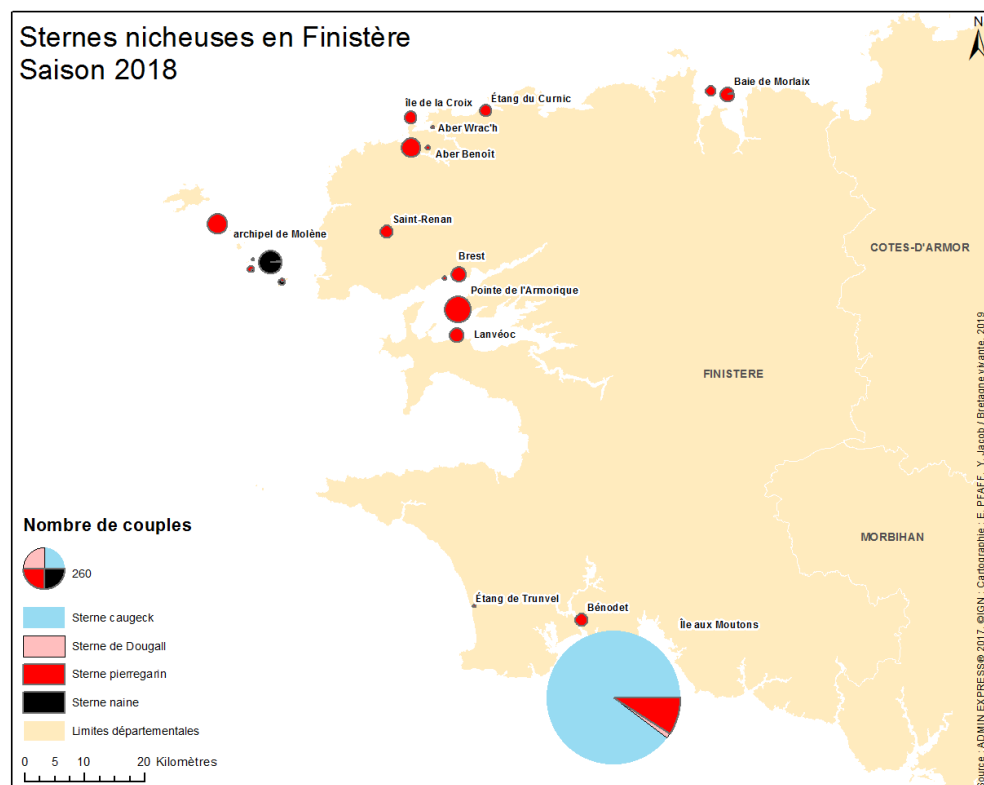 Sternes nicheuses en Finistère
Saison 2018
N
Baie de Morlaix
île de la Croix
Étang du Curnic
Aber Wrac'h
Aber Benoît
Saint-Renan
archipel de Molène
COTES-D'ARMOR
Brest
Pointe de l'Armorique
Lanvéoc
FINISTERE
MORBIHAN
Nombre de couples
260
Étang de Trunvel
Bénodet
Île aux Moutons
Sterne caugeck
Sterne de Dougall
Sterne pierregarin
Sterne naine
Limites départementales
0 5 10 20 Kilomètres
Source : ADMIN EXPRESS® 2017, ©IGN ; Cartographie : E. PFAFF, Y. Jacob / Bretagne vivante, 2019